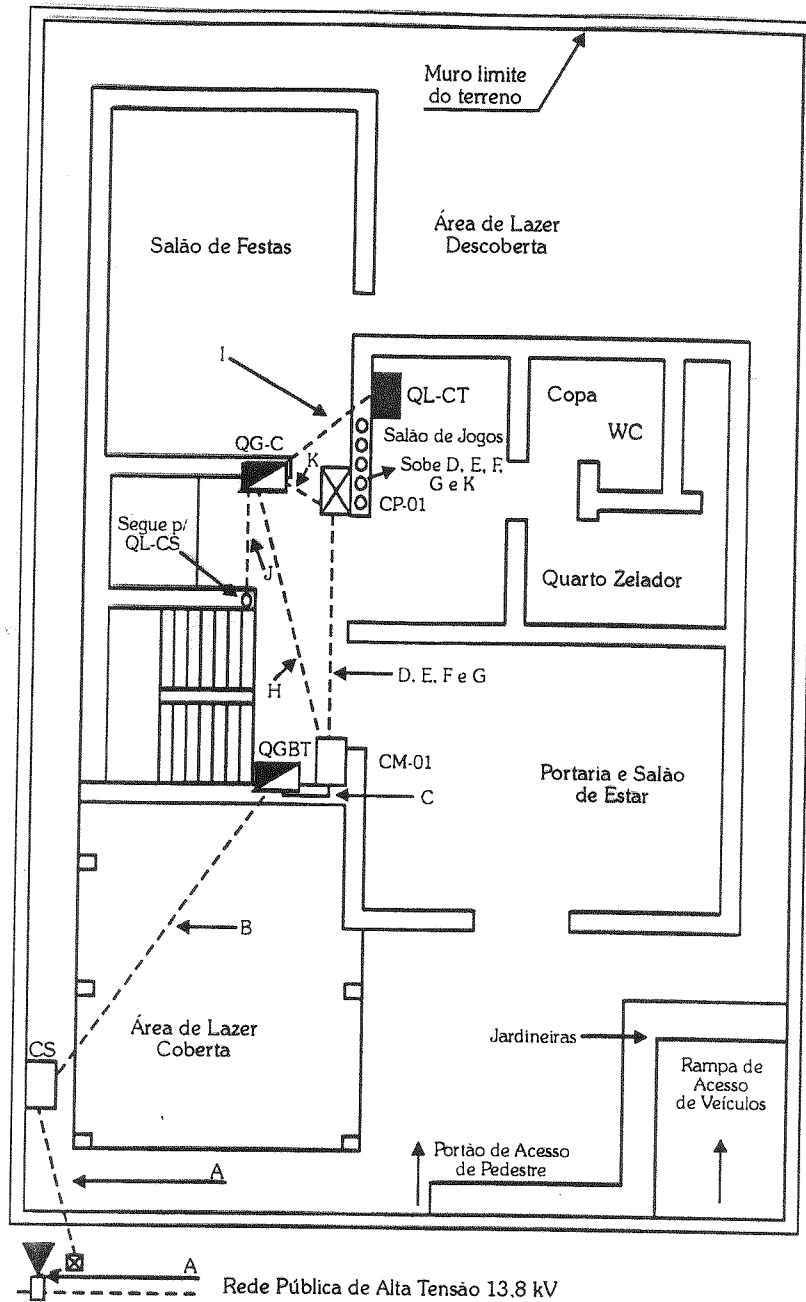 Muro limite
do terreno
Salão de Festas
Área de Lazer
Descoberta
I
QL-CT
Copa
WC
QG-C
K
Salão de Jogos
Sobe D, E, F,
G e K
CP-01
Segue p/
QL-CS
J
Quarto Zelador
H
D, E, F e G
QGBT
CM-01
C
Portaria e Salão
de Estar
B
Área de Lazer
Coberta
CS
Jardineiras
Rampa de
Acesso
de Veículos
Portão de Acesso
de Pedestre
A
A
Rede Pública de Alta Tensão 13,8 kV